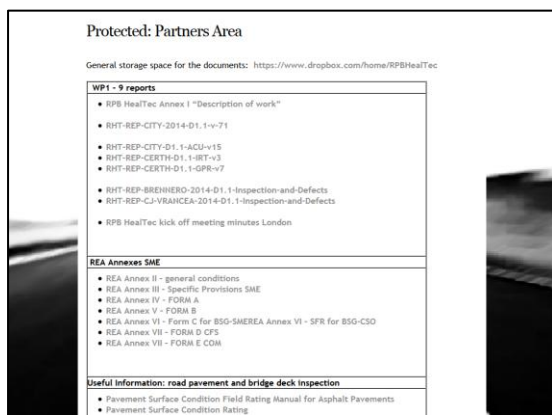 Protected: Partners Area
General storage space for the documents: https://www.dropbox.com/home/RPBHealTec
WP1 - 9 reports
RPB HealTec Annex I "Description of work"
RHT-REP-CITY-2014-D1.1-v-71
RHT-REP-CITY-D1.1-ACU-v15
RHT-REP-CERTH-D1.1-IRT-v3
RHT-REP-CERTH-D1.1-GPR-v7
RHT-REP-BRENNERO-2014-D1.1-Inspection-and-Defects
RHT-REP-CJ-VRANCEA-2014-D1.1-Inspection-and-Defects
RPB HealTec kick off meeting minutes London
REA Annexes SME
REA Annex II - general conditions
REA Annex III - Specific Provisions SME
REA Annex IV - FORM A
REA Annex V - FORM B
REA Annex VI - Form C for BSG-SMEREA Annex VI - SFR for BSG-CSO
REA Annex VII - FORM D CFS
REA Annex VII - FORM E COM
Useful Information: road pavement and bridge deck inspection
Pavement Surface Condition Field Rating Manual for Asphalt Pavements
Pavement Surface Condition Rating